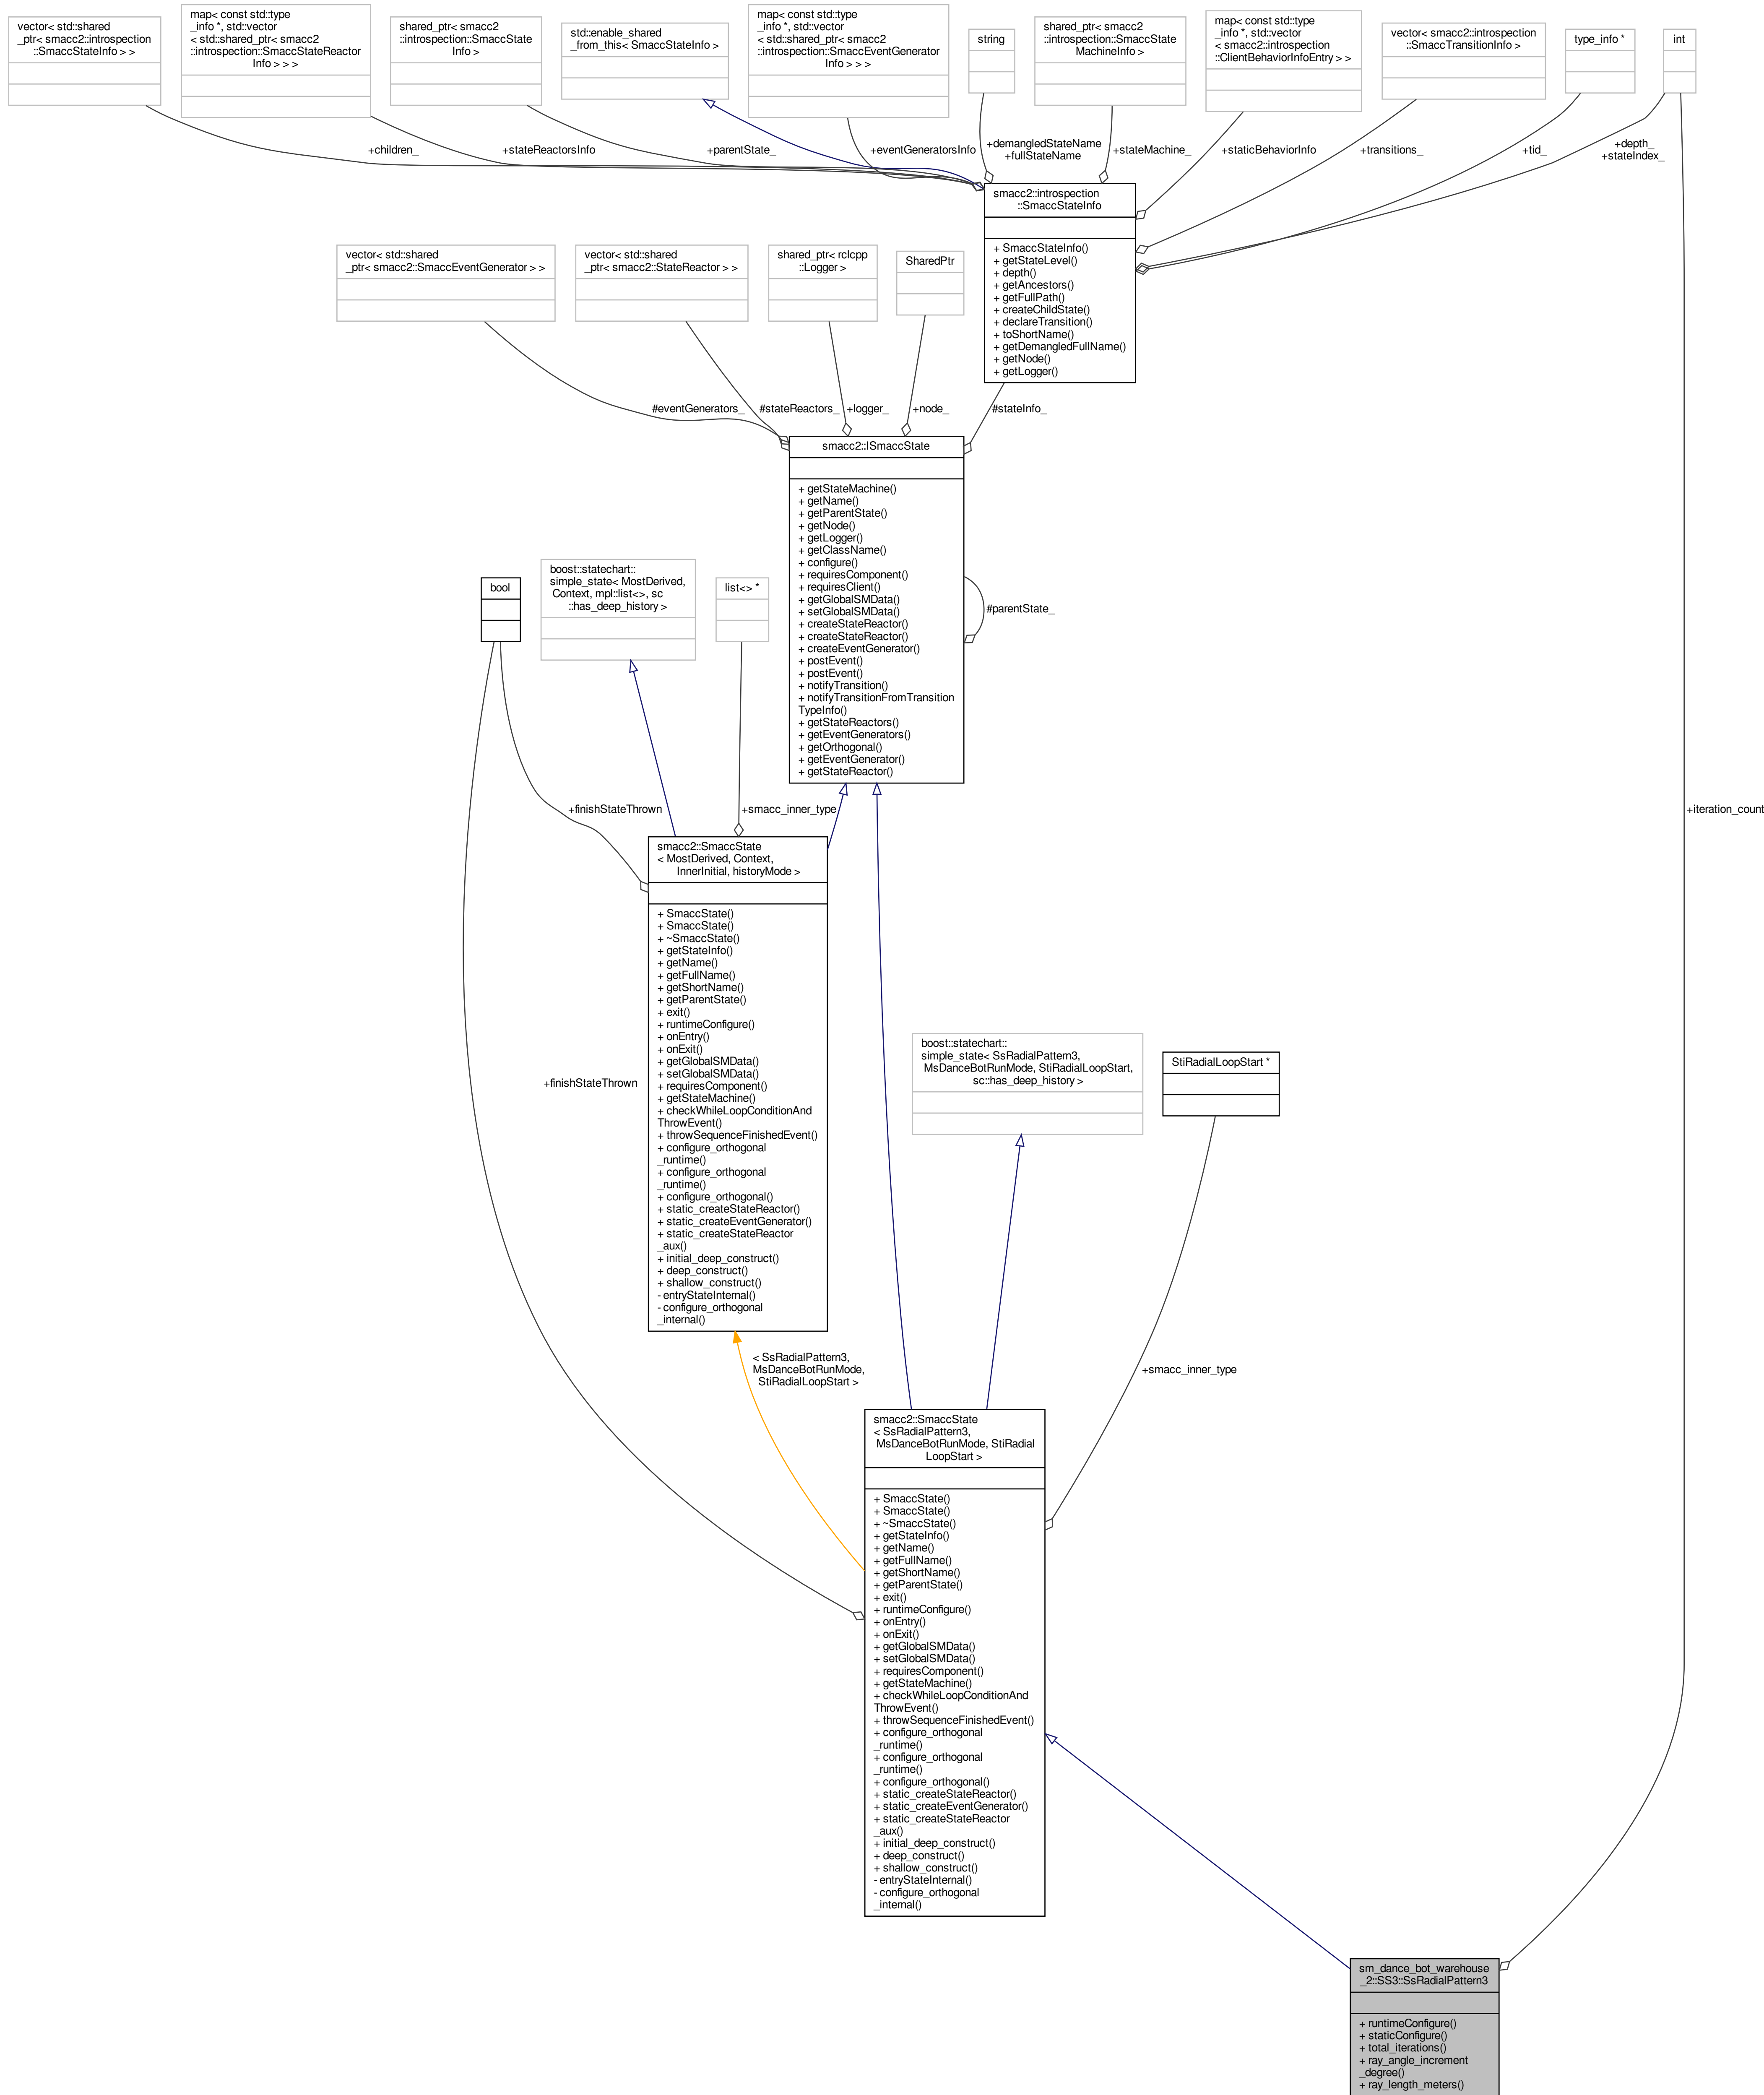 vector< std::shared
_ptr< smacc2::introspection
::SmaccStateInfo > >
map< const std::type
_info *, std::vector
< std::shared_ptr< smacc2
::introspection::SmaccStateReactor
Info > > >
shared_ptr< smacc2
::introspection::SmaccState
Info >
std::enable_shared
_from_this< SmaccStateInfo >
map< const std::type
_info *, std::vector
< std::shared_ptr< smacc2
::introspection::SmaccEventGenerator
Info > > >
string
shared_ptr< smacc2
::introspection::SmaccState
MachineInfo >
map< const std::type
_info *, std::vector
< smacc2::introspection
::ClientBehaviorInfoEntry > >
vector< smacc2::introspection
::SmaccTransitionInfo >
type_info *
int
+children_
+stateReactorsInfo
+parentState_
+eventGeneratorsInfo
+demangledStateName
+fullStateName
+stateMachine_
+staticBehaviorInfo
+transitions_
+tid_
+depth_
+stateIndex_
smacc2::introspection
::SmaccStateInfo
+ SmaccStateInfo()
+ getStateLevel()
+ depth()
+ getAncestors()
+ getFullPath()
+ createChildState()
+ declareTransition()
+ toShortName()
+ getDemangledFullName()
+ getNode()
+ getLogger()
vector< std::shared
_ptr< smacc2::SmaccEventGenerator > >
vector< std::shared
_ptr< smacc2::StateReactor > >
shared_ptr< rclcpp
::Logger >
SharedPtr
#eventGenerators_
#stateReactors_
+logger_
+node_
#stateInfo_
smacc2::ISmaccState
+ getStateMachine()
+ getName()
+ getParentState()
+ getNode()
+ getLogger()
+ getClassName()
+ configure()
+ requiresComponent()
+ requiresClient()
+ getGlobalSMData()
+ setGlobalSMData()
+ createStateReactor()
+ createStateReactor()
+ createEventGenerator()
+ postEvent()
+ postEvent()
+ notifyTransition()
+ notifyTransitionFromTransition
TypeInfo()
+ getStateReactors()
+ getEventGenerators()
+ getOrthogonal()
+ getEventGenerator()
+ getStateReactor()
#parentState_
bool
boost::statechart::
simple_state< MostDerived,
Context, mpl::list<>, sc
::has_deep_history >
list<> *
+finishStateThrown
+smacc_inner_type
+iteration_count
smacc2::SmaccState
< MostDerived, Context,
InnerInitial, historyMode >
+ SmaccState()
+ SmaccState()
+ ~SmaccState()
+ getStateInfo()
+ getName()
+ getFullName()
+ getShortName()
+ getParentState()
+ exit()
+ runtimeConfigure()
+ onEntry()
+ onExit()
+ getGlobalSMData()
+ setGlobalSMData()
+ requiresComponent()
+ getStateMachine()
+ checkWhileLoopConditionAnd
ThrowEvent()
+ throwSequenceFinishedEvent()
+ configure_orthogonal
_runtime()
+ configure_orthogonal
_runtime()
+ configure_orthogonal()
+ static_createStateReactor()
+ static_createEventGenerator()
+ static_createStateReactor
_aux()
+ initial_deep_construct()
+ deep_construct()
+ shallow_construct()
- entryStateInternal()
- configure_orthogonal
_internal()
+finishStateThrown
boost::statechart::
simple_state< SsRadialPattern3,
MsDanceBotRunMode, StiRadialLoopStart,
sc::has_deep_history >
StiRadialLoopStart *
< SsRadialPattern3,
MsDanceBotRunMode,
StiRadialLoopStart >
+smacc_inner_type
smacc2::SmaccState
< SsRadialPattern3,
MsDanceBotRunMode, StiRadial
LoopStart >
+ SmaccState()
+ SmaccState()
+ ~SmaccState()
+ getStateInfo()
+ getName()
+ getFullName()
+ getShortName()
+ getParentState()
+ exit()
+ runtimeConfigure()
+ onEntry()
+ onExit()
+ getGlobalSMData()
+ setGlobalSMData()
+ requiresComponent()
+ getStateMachine()
+ checkWhileLoopConditionAnd
ThrowEvent()
+ throwSequenceFinishedEvent()
+ configure_orthogonal
_runtime()
+ configure_orthogonal
_runtime()
+ configure_orthogonal()
+ static_createStateReactor()
+ static_createEventGenerator()
+ static_createStateReactor
_aux()
+ initial_deep_construct()
+ deep_construct()
+ shallow_construct()
- entryStateInternal()
- configure_orthogonal
_internal()
sm_dance_bot_warehouse
_2::SS3::SsRadialPattern3
+ runtimeConfigure()
+ staticConfigure()
+ total_iterations()
+ ray_angle_increment
_degree()
+ ray_length_meters()